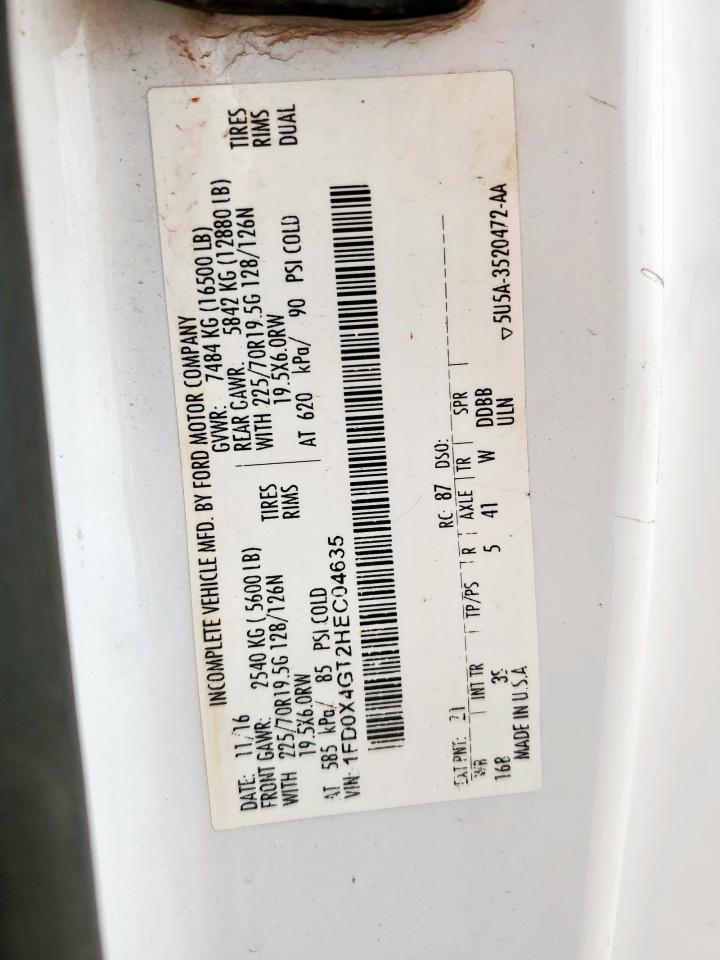 INCOMPLETE VEHICLE MFD. BY FORD MOTOR COMPANY
DATE: 11/16 GVWR: 7484 KG (16500 LB)
FRONT GAWR: 2540 KG ( 5600 LB) REAR GAWR: 5842 KG (12880 LB)
WITH 225/70R19.5G 128/126N TIRES WITH 225/70R19.5G 128/126N TIRES
19.5X6.0RW RIMS 19.5X6.0RW RIMS
AT 585 kPa/ 85 PSI COLD AT 620 kPa/ 90 PSI COLD DUAL
VIN: 1FD0X4GT2HEC04635
EXT PNT: 21 RC: 87 DSO:
WB INT TR TP/PS R AXLE TR SPR
168 3S 5 41 W DDBB
MADE IN U.S.A ULN
▽ 5U5A-3520472-AA